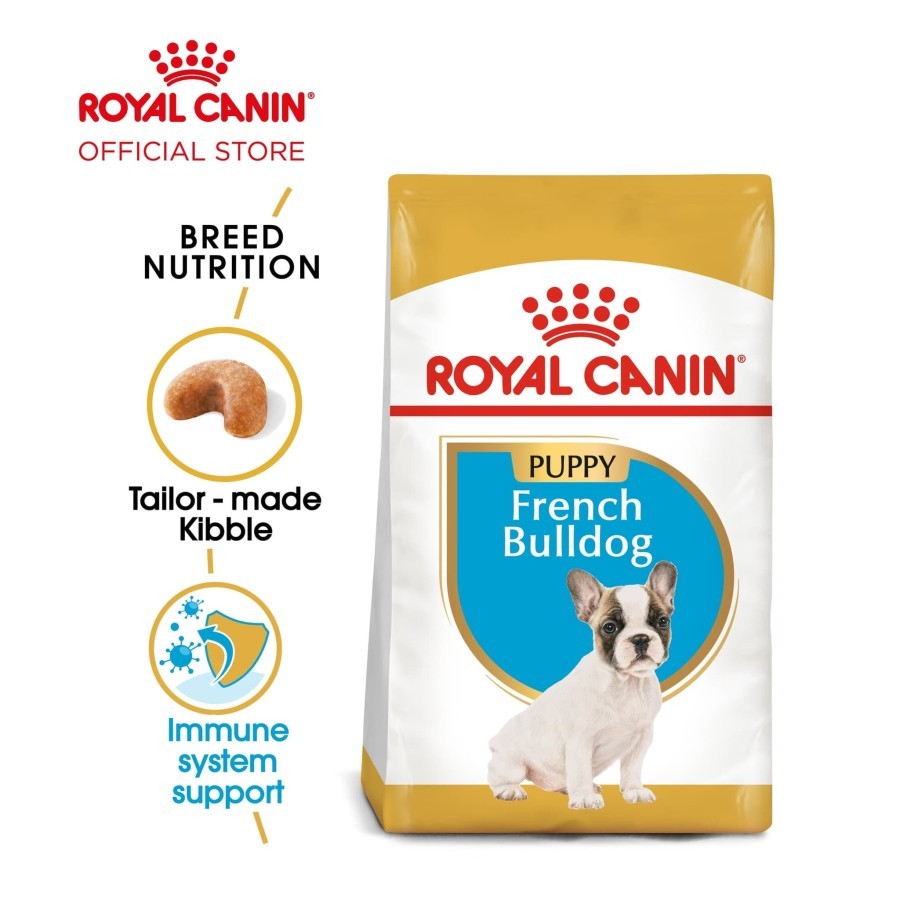 ROYAL CANIN®
OFFICIAL STORE
BREED
NUTRITION
Tailor - made
Kibble
Immune
system
support
ROYAL CANIN®
PUPPY
French
Bulldog